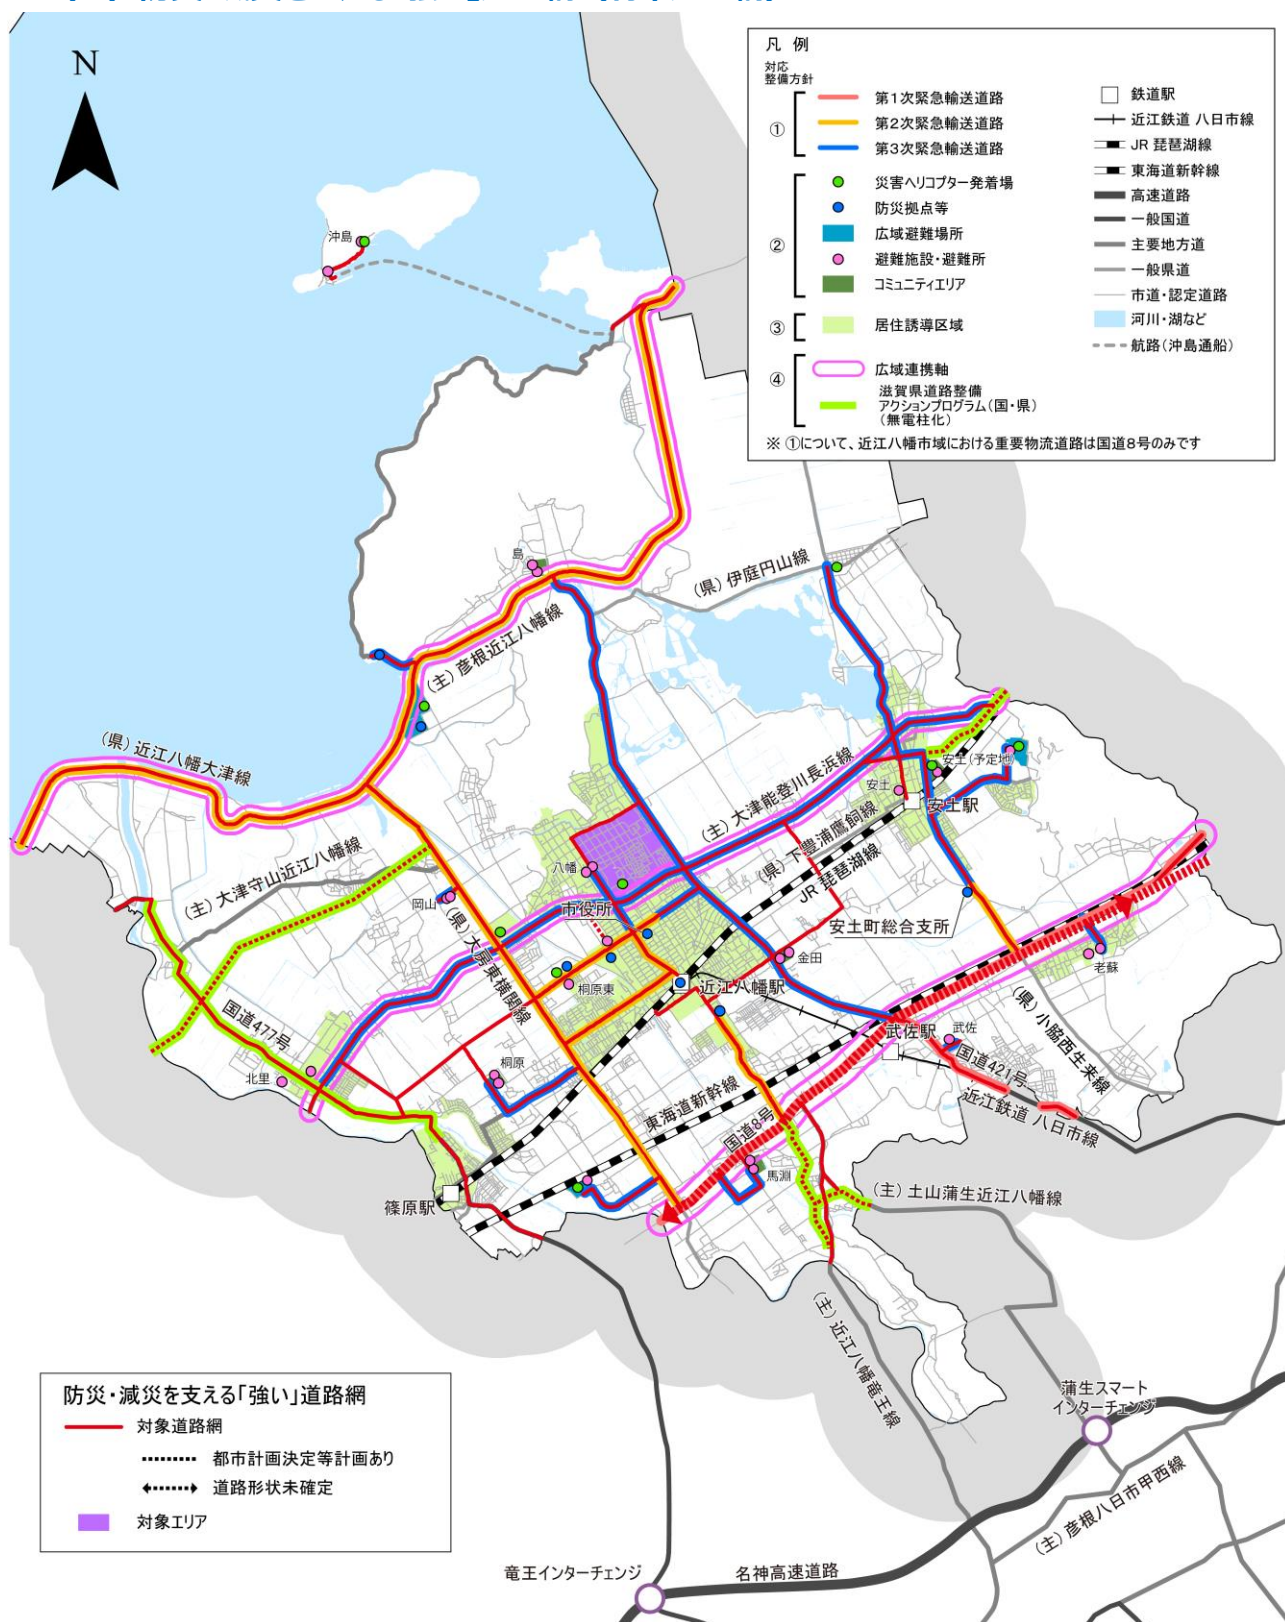 N
凡 例
対応
整備方針
①
第1次緊急輸送道路
第2次緊急輸送道路
第3次緊急輸送道路
②
災害ヘリコプター発着場
防災拠点等
広域避難場所
避難施設・避難所
コミュニティエリア
③
居住誘導区域
④
広域連携軸
滋賀県道路整備
アクションプログラム(国・県)
(無電柱化)
鉄道駅
近江鉄道 八日市線
JR 琵琶湖線
東海道新幹線
高速道路
一般国道
主要地方道
一般県道
市道・認定道路
河川・湖など
航路(沖島通船)
※ ①について、近江八幡市域における重要物流道路は国道8号のみです
沖島
島
(県) 伊庭円山線
(主) 彦根近江八幡線
(県) 近江八幡大津線
(主) 大津能登川長浜線
安土(予定地)
安土
安土駅
(県) 下豊浦鷹飼線
JR 琵琶湖線
(主) 大津守山近江八幡線
八幡
岡山
市役所
(県) 大房東横関線
安土町総合支所
金田
老蘇
桐原東
近江八幡駅
国道477号
武佐駅
武佐
(県) 小脇西生来線
国道421号
北里
桐原
東海道新幹線
近江鉄道 八日市線
国道8号
馬淵
篠原駅
(主) 土山蒲生近江八幡線
(主) 近江八幡竜王線
蒲生スマート
インターチェンジ
(主) 彦根八日市甲西線
竜王インターチェンジ
名神高速道路
防災・減災を支える「強い」道路網
対象道路網
都市計画決定等計画あり
道路形状未確定
対象エリア